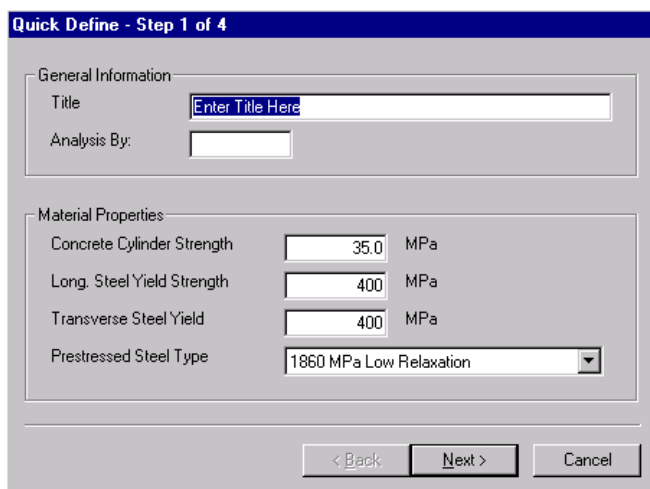 Quick Define - Step 1 of 4
General Information
Title Enter Title Here
Analysis By:
Material Properties
Concrete Cylinder Strength 35.0 MPa
Long. Steel Yield Strength 400 MPa
Transverse Steel Yield 400 MPa
Prestressed Steel Type 1860 MPa Low Relaxation
< Back Next > Cancel